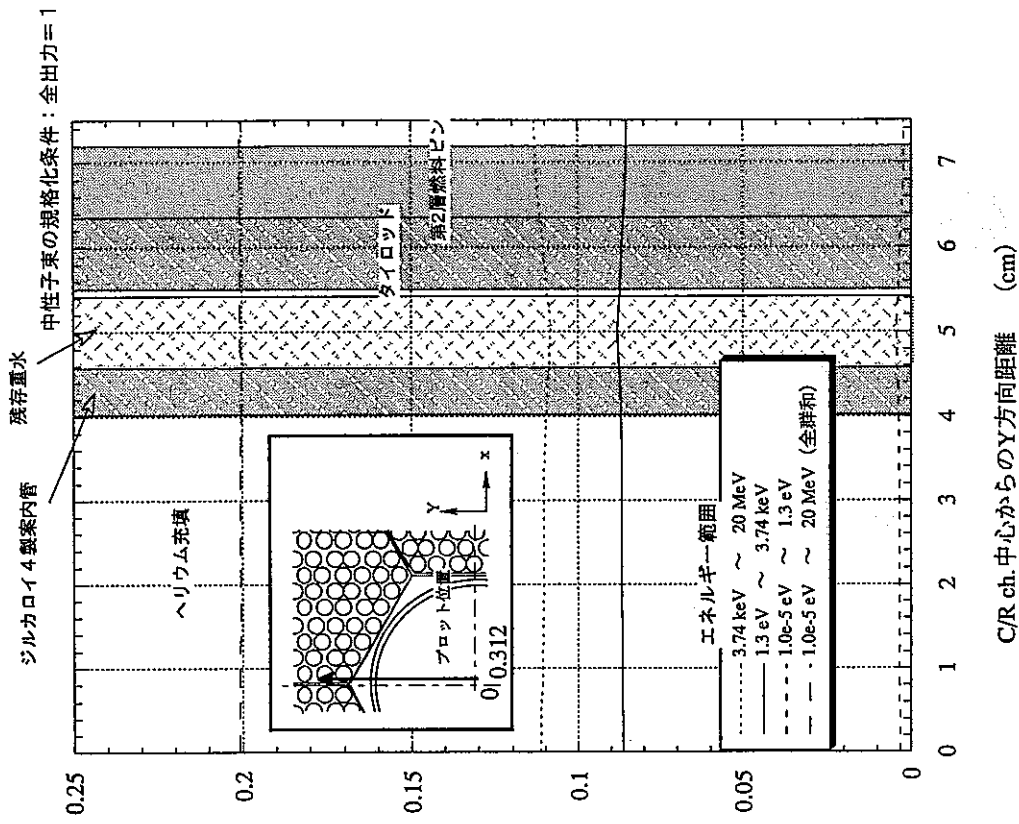 中性子束の規格化条件：全出力＝1
残存重水
ジルカロイ４製案内管
ヘリウム充填
タイロッド
第2層燃料ピン
プロット位置
Y
x
0
0.312
エネルギー範囲
3.74 keV ～ 20 MeV
1.3 eV ～ 3.74 keV
1.0e-5 eV ～ 1.3 eV
1.0e-5 eV ～ 20 MeV (全群和)
0.25
0.2
0.15
0.1
0.05
0
0 1 2 3 4 5 6 7
C/R ch. 中心からのY方向距離 (cm)